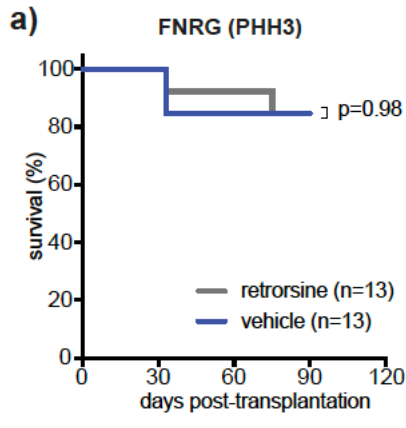 a)
FNRG (PHH3)
survival (%)
100
80
60
40
20
0
p=0.98
retrorsine (n=13)
vehicle (n=13)
0 30 60 90 120
days post-transplantation